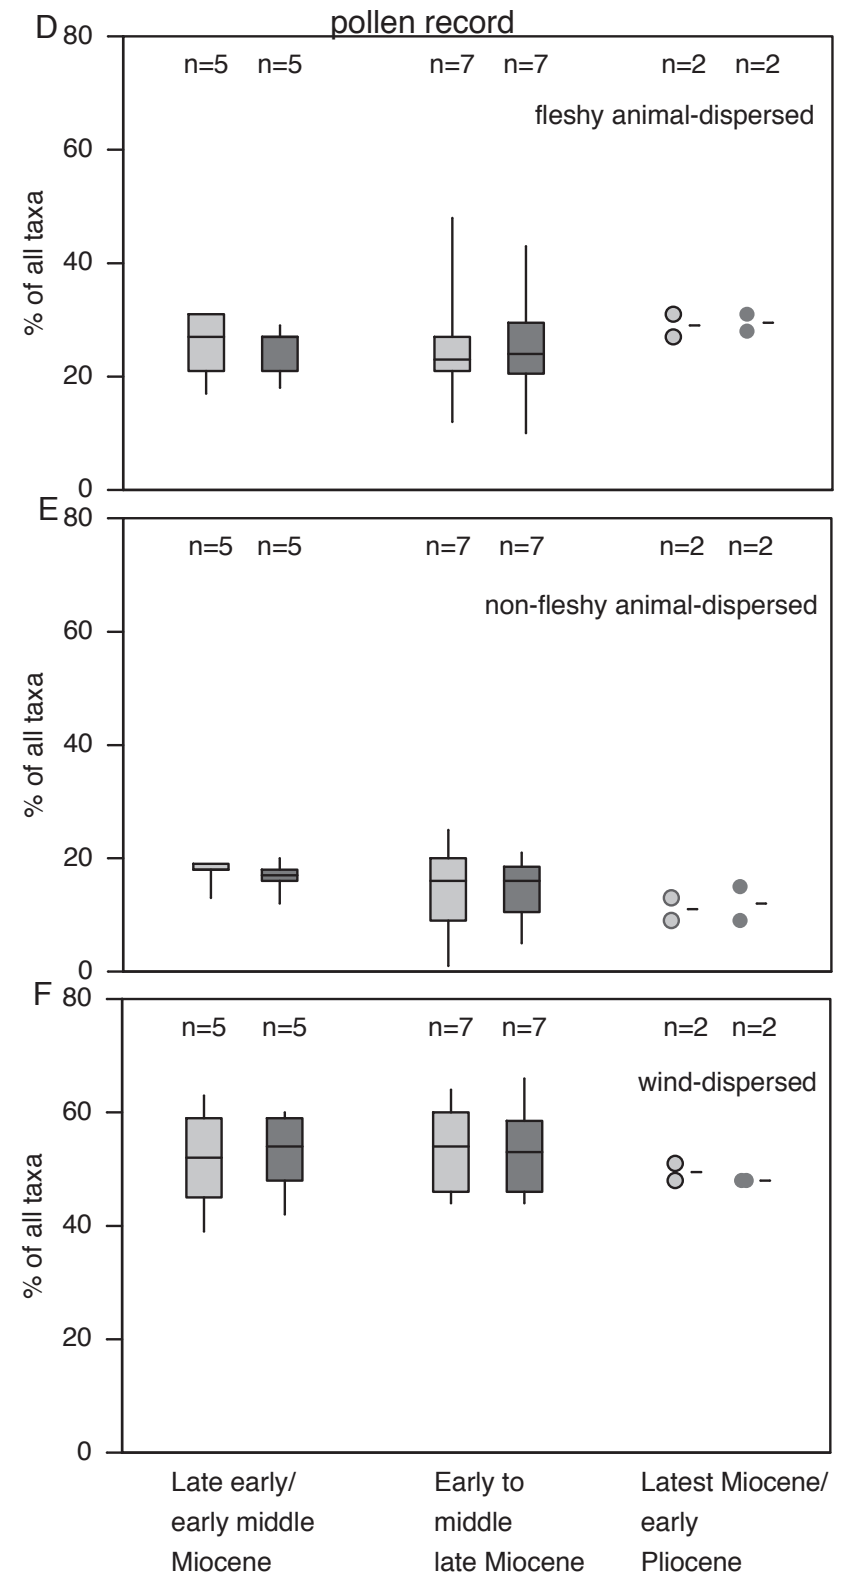 D
pollen record
80
n=5 n=5 n=7 n=7 n=2 n=2
fleshy animal-dispersed
60
40
20
0
% of all taxa
E
80
n=5 n=5 n=7 n=7 n=2 n=2
non-fleshy animal-dispersed
60
40
20
0
% of all taxa
F
80
n=5 n=5 n=7 n=7 n=2 n=2
wind-dispersed
60
40
20
0
% of all taxa
Late early/
early middle
Miocene
Early to
middle
late Miocene
Latest Miocene/
early
Pliocene